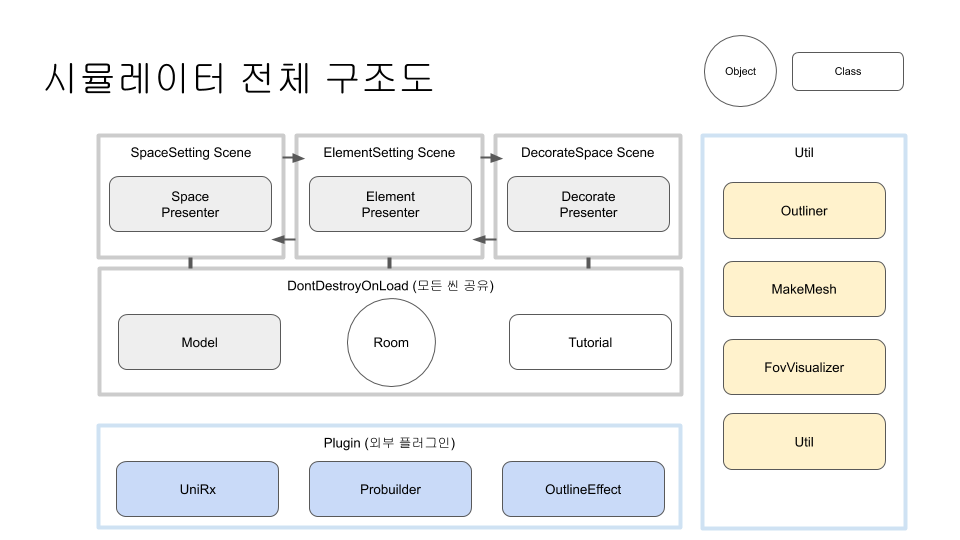 시뮬레이터 전체 구조도
Object
Class
SpaceSetting Scene
Space
Presenter
ElementSetting Scene
Element
Presenter
DecorateSpace Scene
Decorate
Presenter
DontDestroyOnLoad (모든 씬 공유)
Model
Room
Tutorial
Plugin (외부 플러그인)
UniRx
Probuilder
OutlineEffect
Util
Outliner
MakeMesh
FovVisualizer
Util